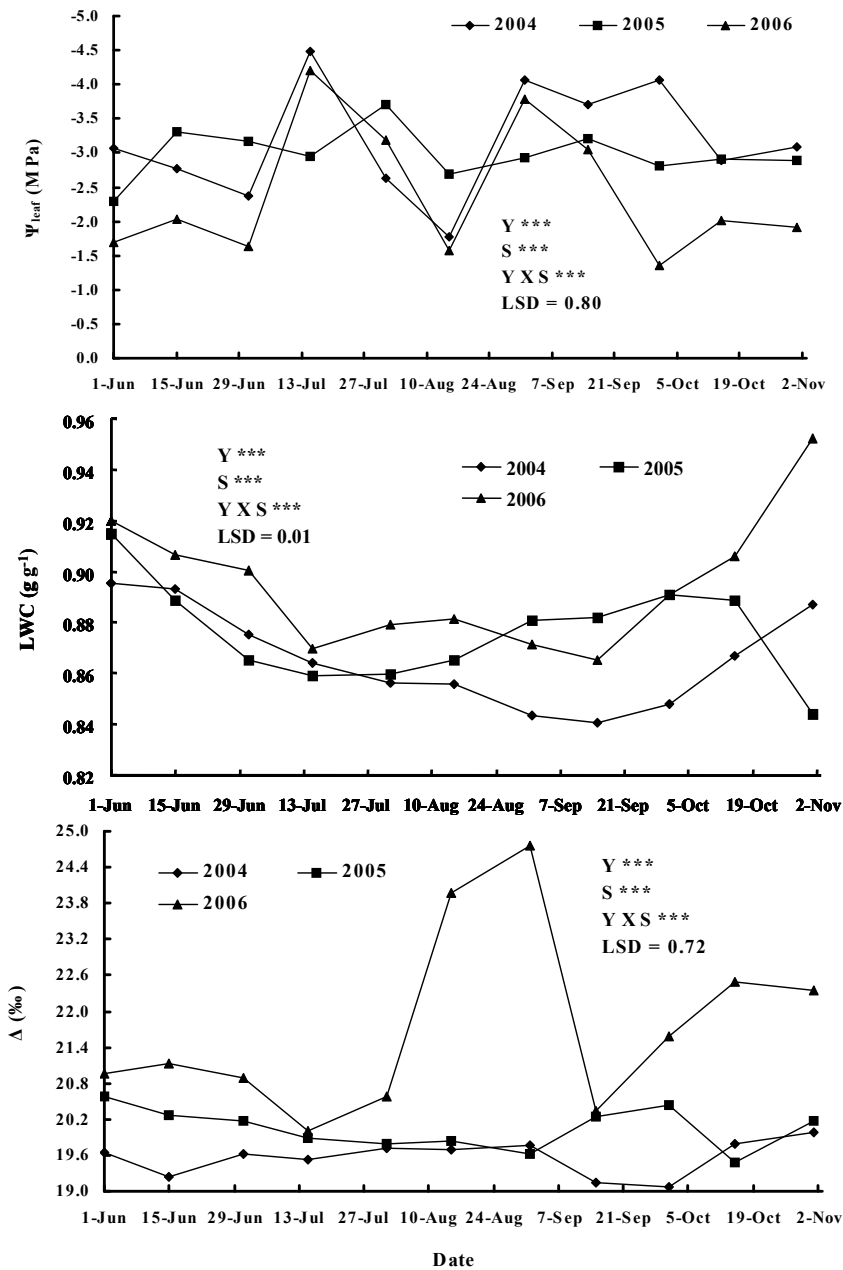 -5.0
2004 2005 2006
-4.5
-4.0
-3.5
-3.0
-2.5
-2.0
-1.5
-1.0
0.5
0.0
Ψleaf (MPa)
Y ***
S ***
Y X S ***
LSD = 0.80
1-Jun 15-Jun 29-Jun 13-Jul 27-Jul 10-Aug 24-Aug 7-Sep 21-Sep 5-Oct 19-Oct 2-Nov
0.96
0.94
0.92
0.90
0.88
0.86
0.84
0.82
LWC (g g-1)
Y ***
S ***
Y X S ***
LSD = 0.01
2004 2005
2006
1-Jun 15-Jun 29-Jun 13-Jul 27-Jul 10-Aug 24-Aug 7-Sep 21-Sep 5-Oct 19-Oct 2-Nov
25.0
24.4
23.8
23.2
22.6
22.0
21.4
20.8
20.2
19.6
19.0
Δ (‰)
2004 2005
2006
Y ***
S ***
Y X S ***
LSD = 0.72
1-Jun 15-Jun 29-Jun 13-Jul 27-Jul 10-Aug 24-Aug 7-Sep 21-Sep 5-Oct 19-Oct 2-Nov
Date